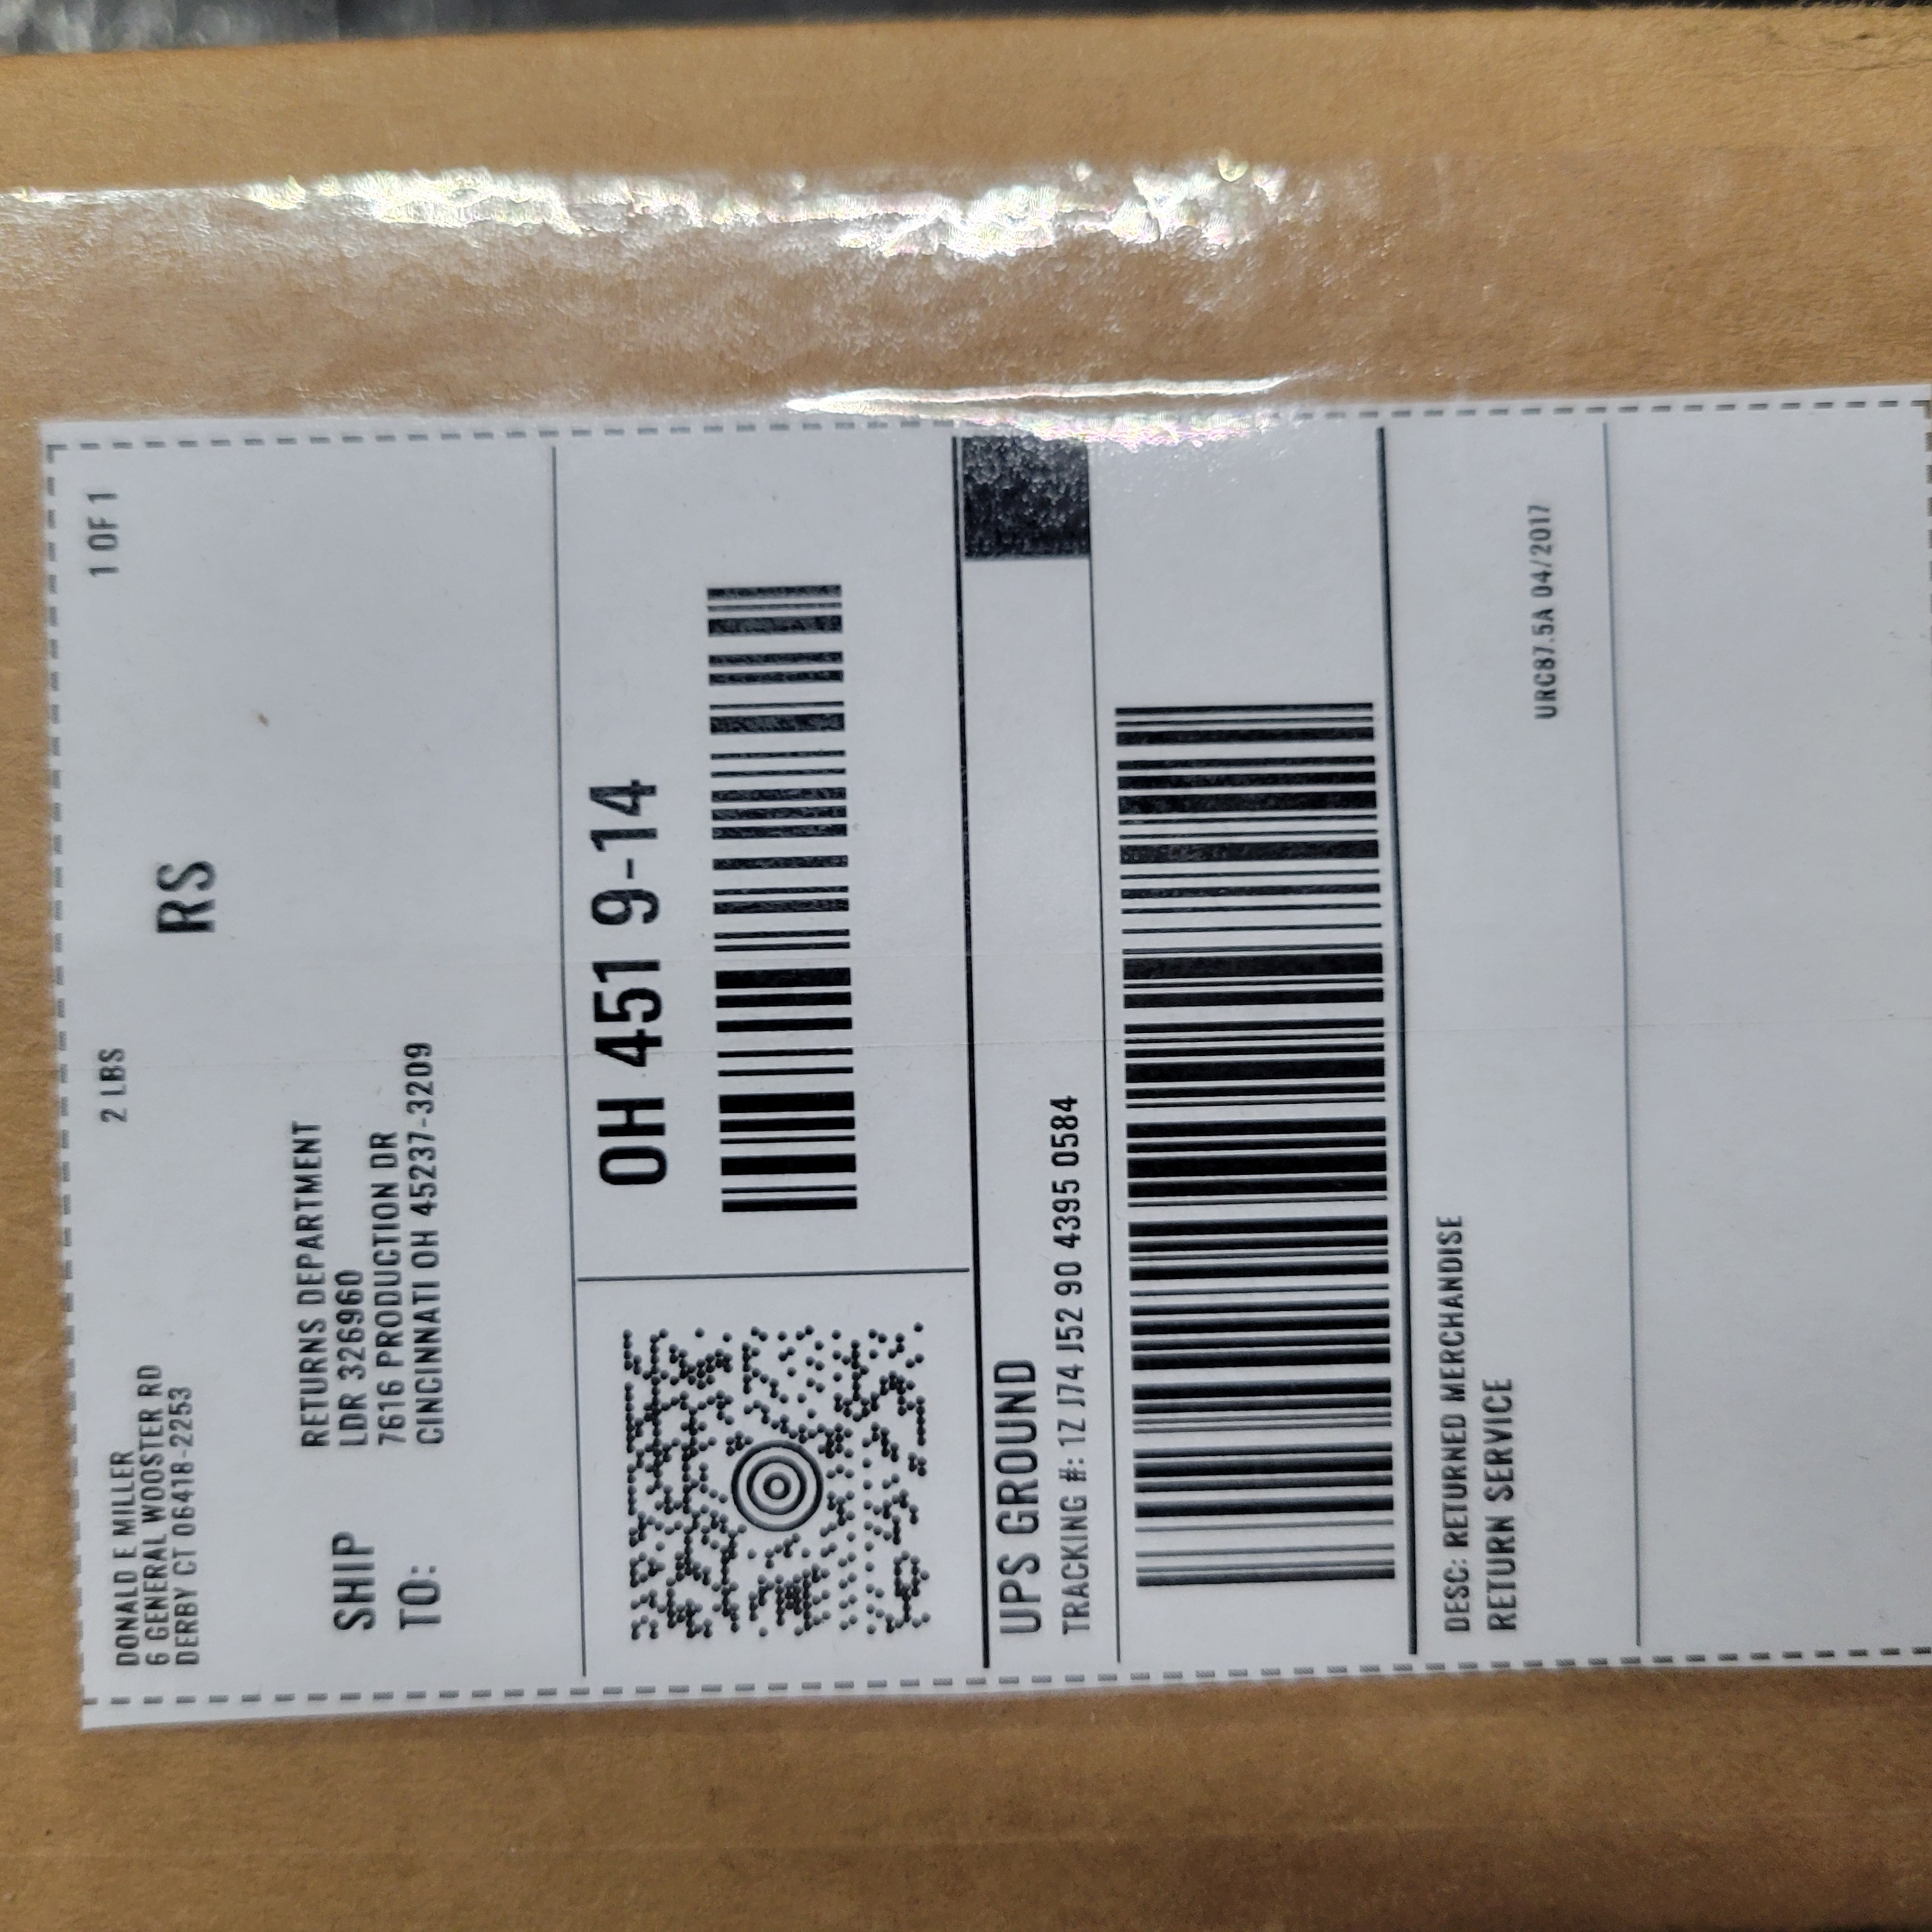 DONALD E MILLER
6 GENERAL WOOSTER RD
DERBY CT 06418-2253
2 LBS
1 OF 1
RS
SHIP
TO:
RETURNS DEPARTMENT
LDR 326960
7616 PRODUCTION DR
CINCINNATI OH 45237-3209
OH 451 9-14
UPS GROUND
TRACKING #: 1Z J74 J52 90 4395 0584
DESC: RETURNED MERCHANDISE
RETURN SERVICE
URC87.5A 04/2017